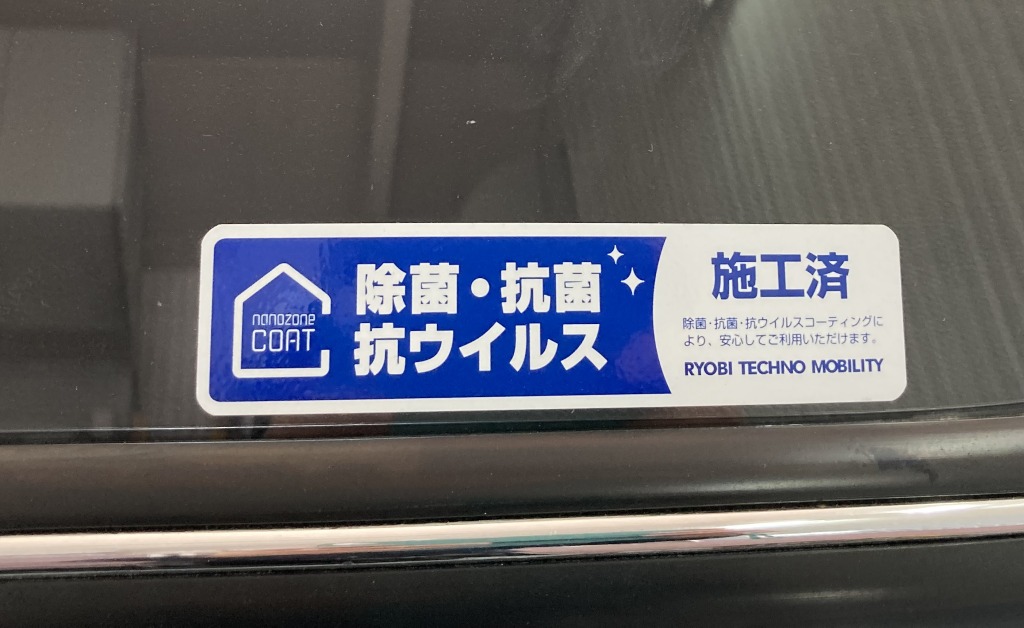 nanozone
COAT
除菌・抗菌
抗ウイルス
施工済
除菌・抗菌・抗ウイルスコーティングに
より、安心してご利用いただけます。
RYOBI TECHNO MOBILITY